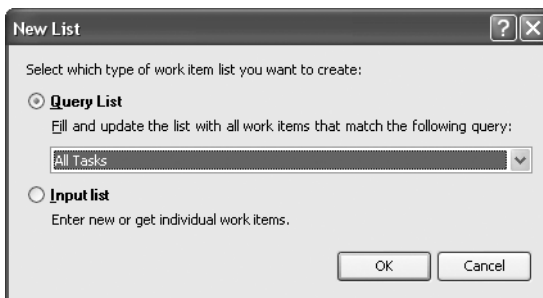 New List
Select which type of work item list you want to create:
Query List
Fill and update the list with all work items that match the following query:
All Tasks
Input list
Enter new or get individual work items.
OK
Cancel